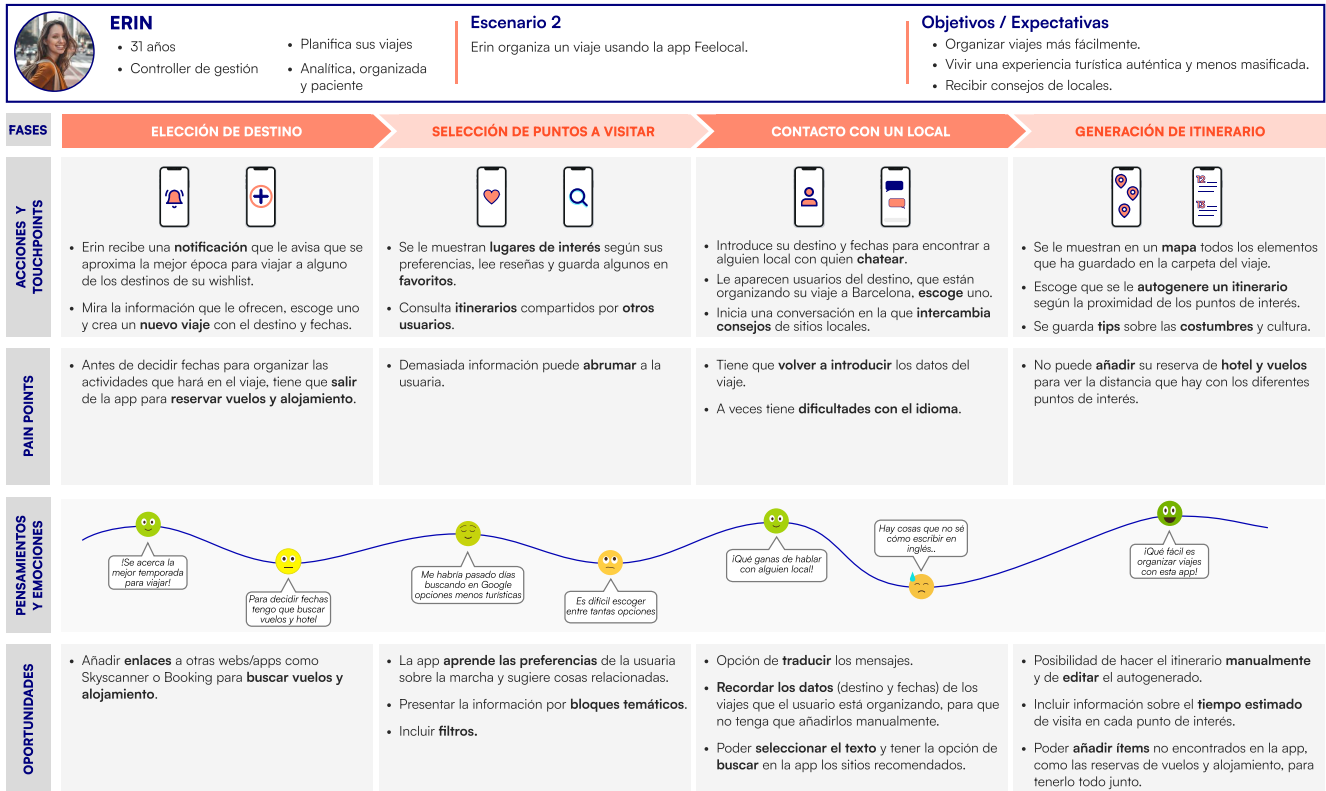 ERIN
• 31 años
• Controller de gestión
• Planifica sus viajes
• Analítica, organizada
y paciente
Escenario 2
Erin organiza un viaje usando la app Feelocal.
Objetivos / Expectativas
• Organizar viajes más fácilmente.
• Vivir una experiencia turística auténtica y menos masificada.
• Recibir consejos de locales.
FASES
ELECCIÓN DE DESTINO
SELECCIÓN DE PUNTOS A VISITAR
CONTACTO CON UN LOCAL
GENERACIÓN DE ITINERARIO
ACCIONES Y
TOUCHPOINTS
• Erin recibe una notificación que le avisa que se
aproxima la mejor época para viajar a alguno
de los destinos de su wishlist.
• Mira la información que le ofrecen, escoge uno
y crea un nuevo viaje con el destino y fechas.
• Se le muestran lugares de interés según sus
preferencias, lee reseñas y guarda algunos en
favoritos.
• Consulta itinerarios compartidos por otros
usuarios.
• Introduce su destino y fechas para encontrar a
alguien local con quien chatear.
• Le aparecen usuarios del destino, que están
organizando su viaje a Barcelona, escoge uno.
• Inicia una conversación en la que intercambia
consejos de sitios locales.
12
13
• Se le muestran en un mapa todos los elementos
que ha guardado en la carpeta del viaje.
• Escoge que se le autogenere un itinerario
según la proximidad de los puntos de interés.
• Se guarda tips sobre las costumbres y cultura.
PAIN POINTS
• Antes de decidir fechas para organizar las
actividades que hará en el viaje, tiene que salir
de la app para reservar vuelos y alojamiento.
• Demasiada información puede abrumar a la
usuaria.
• Tiene que volver a introducir los datos del
viaje.
• A veces tiene dificultades con el idioma.
• No puede añadir su reserva de hotel y vuelos
para ver la distancia que hay con los diferentes
puntos de interés.
PENSAMIENTOS
Y EMOCIONES
!Se acerca la
mejor temporada
para viajar!
Para decidir fechas
tengo que buscar
vuelos y hotel
Me habría pasado días
buscando en Google
opciones menos turísticas
Es difícil escoger
entre tantas opciones
¡Qué ganas de hablar
con alguien local!
Hay cosas que no sé
cómo escribir en
inglés..
¡Qué fácil es
organizar viajes
con esta app!
OPORTUNIDADES
• Añadir enlaces a otras webs/apps como
Skyscanner o Booking para buscar vuelos y
alojamiento.
• La app aprende las preferencias de la usuaria
sobre la marcha y sugiere cosas relacionadas.
• Presentar la información por bloques temáticos.
• Incluir filtros.
• Opción de traducir los mensajes.
• Recordar los datos (destino y fechas) de los
viajes que el usuario está organizando, para que
no tenga que añadirlos manualmente.
• Poder seleccionar el texto y tener la opción de
buscar en la app los sitios recomendados.
• Posibilidad de hacer el itinerario manualmente
y de editar el autogenerado.
• Incluir información sobre el tiempo estimado
de visita en cada punto de interés.
• Poder añadir ítems no encontrados en la app,
como las reservas de vuelos y alojamiento, para
tenerlo todo junto.